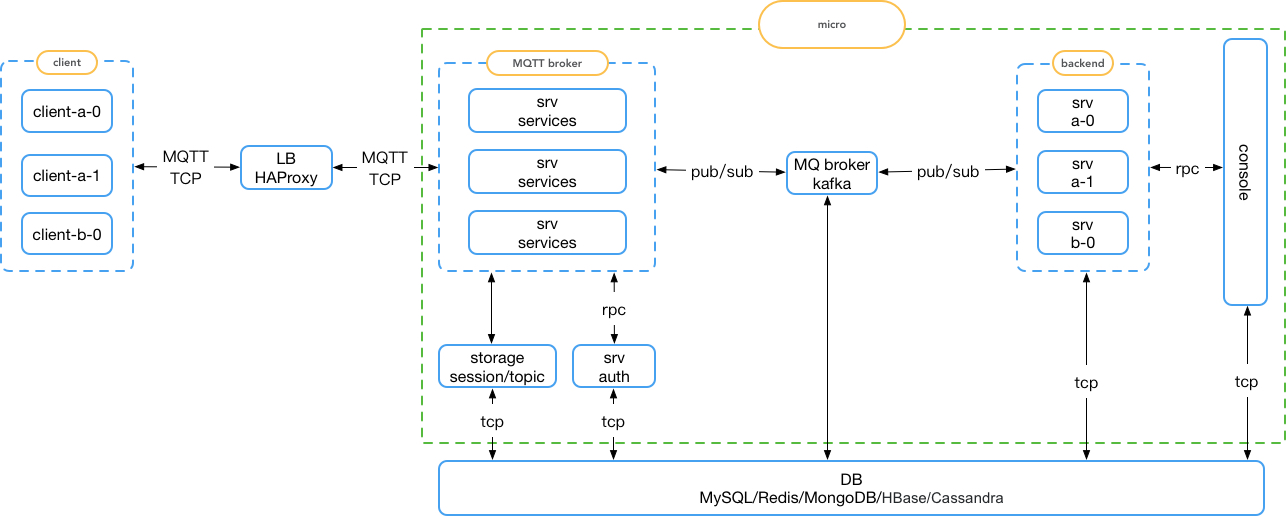 micro
client
client-a-0
client-a-1
client-b-0
MQTT
TCP
LB
HAProxy
MQTT
TCP
MQTT broker
srv
services
srv
services
srv
services
pub/sub
MQ broker
kafka
pub/sub
backend
srv
a-0
srv
a-1
srv
b-0
rpc
console
rpc
storage
session/topic
srv
auth
tcp
tcp
tcp
tcp
DB
MySQL/Redis/MongoDB/HBase/Cassandra